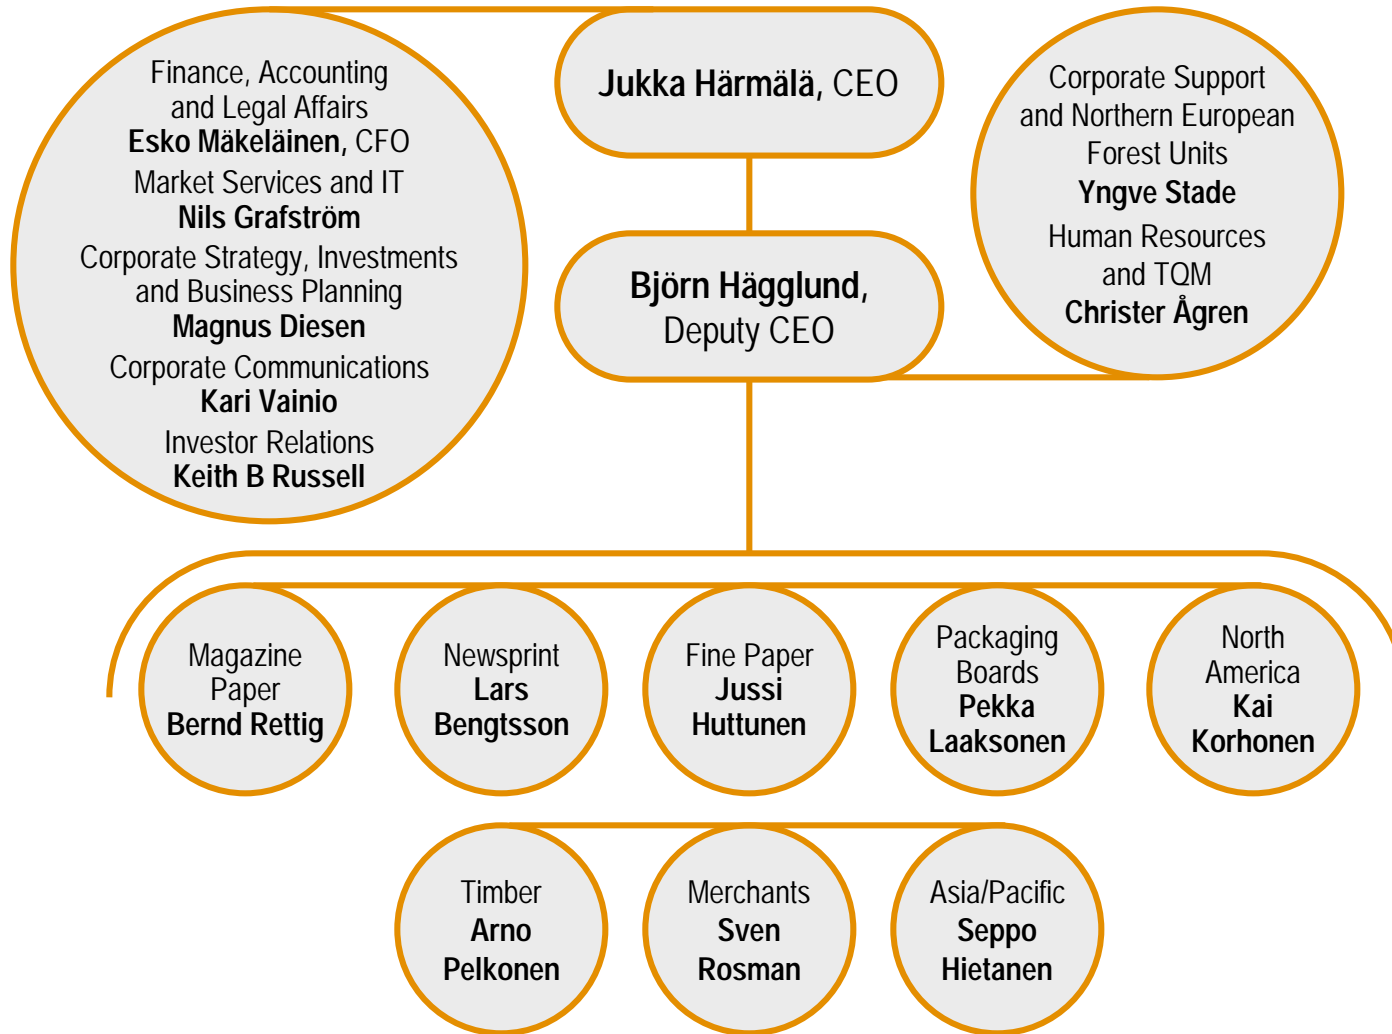 Finance, Accounting
and Legal Affairs
Esko Mäkeläinen, CFO
Market Services and IT
Nils Grafström
Corporate Strategy, Investments
and Business Planning
Magnus Diesen
Corporate Communications
Kari Vainio
Investor Relations
Keith B Russell
Jukka Härmälä, CEO
Björn Hägglund,
Deputy CEO
Corporate Support
and Northern European
Forest Units
Yngve Stade
Human Resources
and TQM
Christer Ågren
Magazine
Paper
Bernd Rettig
Newsprint
Lars
Bengtsson
Fine Paper
Jussi
Huttunen
Packaging
Boards
Pekka
Laaksonen
North
America
Kai
Korhonen
Timber
Arno
Pelkonen
Merchants
Sven
Rosman
Asia/Pacific
Seppo
Hietanen